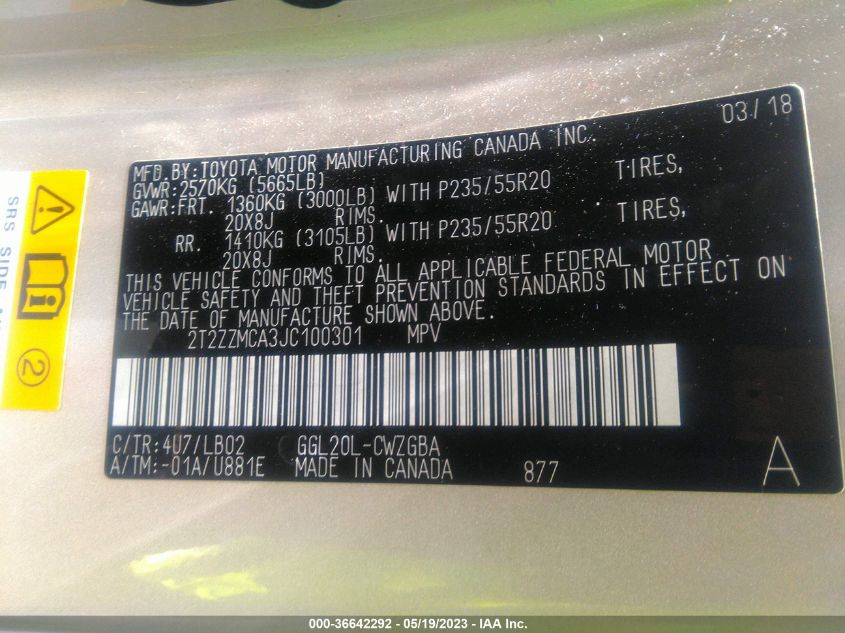 03/18
MFD.BY:TOYOTA MOTOR MANUFACTURING CANADA INC.
GVWR:2570KG (5665LB)
GAWR:FRT. 1360KG (3000LB) WITH P235/55R20 TIRES,
20X8J RIMS.
RR. 1410KG (3105LB) WITH P235/55R20 TIRES,
20X8J RIMS.
THIS VEHICLE CONFORMS TO ALL APPLICABLE FEDERAL MOTOR
VEHICLE SAFETY AND THEFT PREVENTION STANDARDS IN EFFECT ON
THE DATE OF MANUFACTURE SHOWN ABOVE.
2T2ZZMCA3JC100301 MPV
C/TR:4U7/LB02 GGL20L-CWZGBA
A/TM:-01A/U881E MADE IN CANADA 877 A
SRS SIDE
2
000-36642292 - 05/19/2023 - IAA Inc.